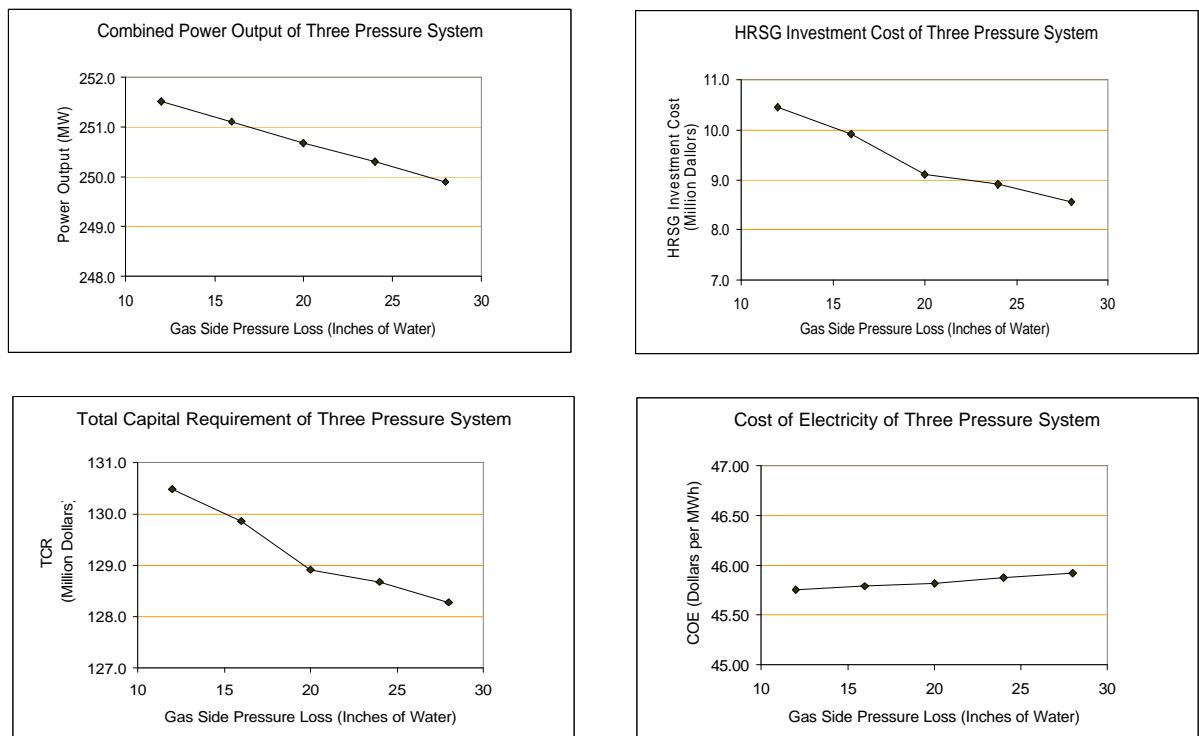 Combined Power Output of Three Pressure System
Power Output (MW)
252.0
251.0
250.0
249.0
248.0
10 15 20 25 30
Gas Side Pressure Loss (Inches of Water)
HRSG Investment Cost of Three Pressure System
HRSG Investment Cost
(Million Dallors)
11.0
10.0
9.0
8.0
7.0
10 15 20 25 30
Gas Side Pressure Loss (Inches of Water)
Total Capital Requirement of Three Pressure System
TCR
(Million Dollars)
131.0
130.0
129.0
128.0
127.0
10 15 20 25 30
Gas Side Pressure Loss (Inches of Water)
Cost of Electricity of Three Pressure System
COE (Dollars per MWh)
47.00
46.50
46.00
45.50
45.00
10 15 20 25 30
Gas Side Pressure Loss (Inches of Water)